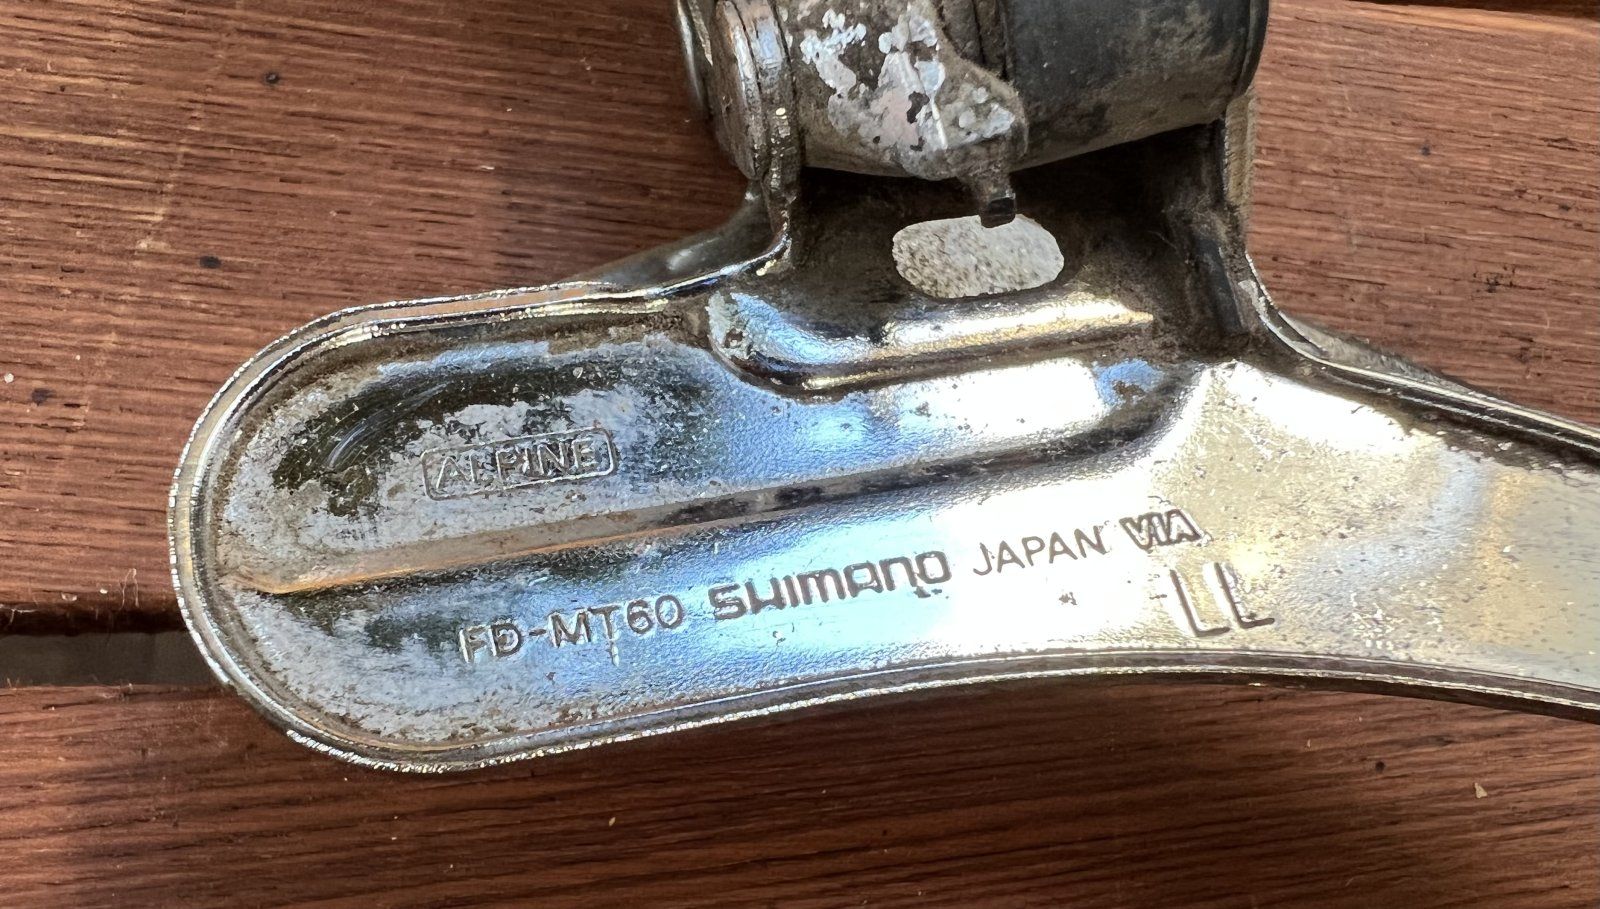 ALPINE
FD-MT60 SHIMANO JAPAN VIA
LL